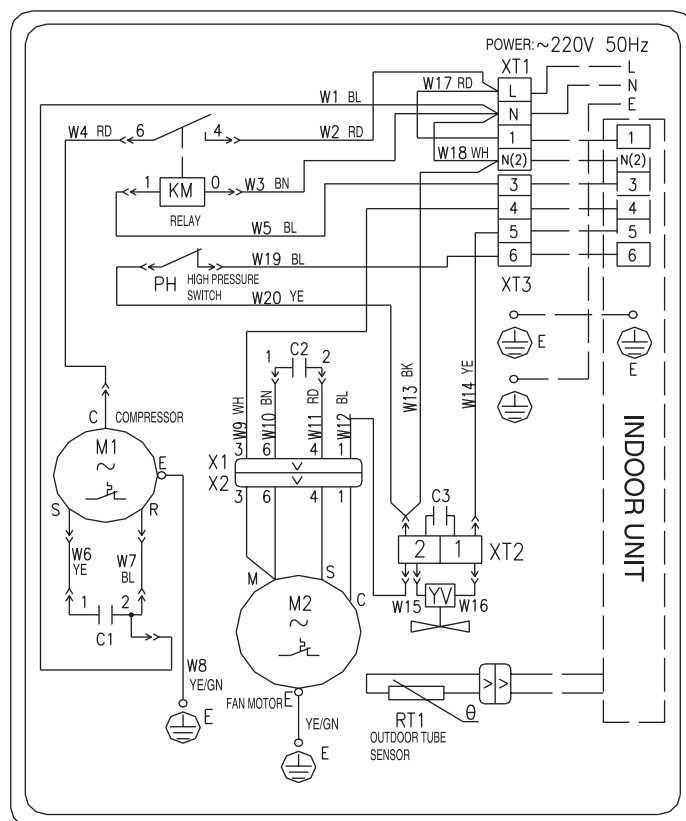 POWER: ~220V 50Hz
XT1
L
N
E
W17 RD
L
W1 BL
N
W4 RD
6
4
W2 RD
1
1
W18 WH
N(2)
N(2)
1
KM
0
W3 BN
3
3
RELAY
4
4
W5 BL
5
5
W19 BL
6
6
PH
HIGH PRESSURE
SWITCH
XT3
W20 YE
E
E
1
C2
2
W9 WH
W10 BN
W11 RD
W12 BL
W13 BK
W14 YE
C
COMPRESSOR
M1
~
E
S
R
3
6
4
1
X1
X2
3
6
4
1
C3
2
1
XT2
INDOOR UNIT
W6
YE
W7
BL
M
S
C
W15
YV
W16
1
2
C1
M2
~
W8
YE/GN
E
FAN MOTOR
E
YE/GN
E
RT1
θ
OUTDOOR TUBE
SENSOR